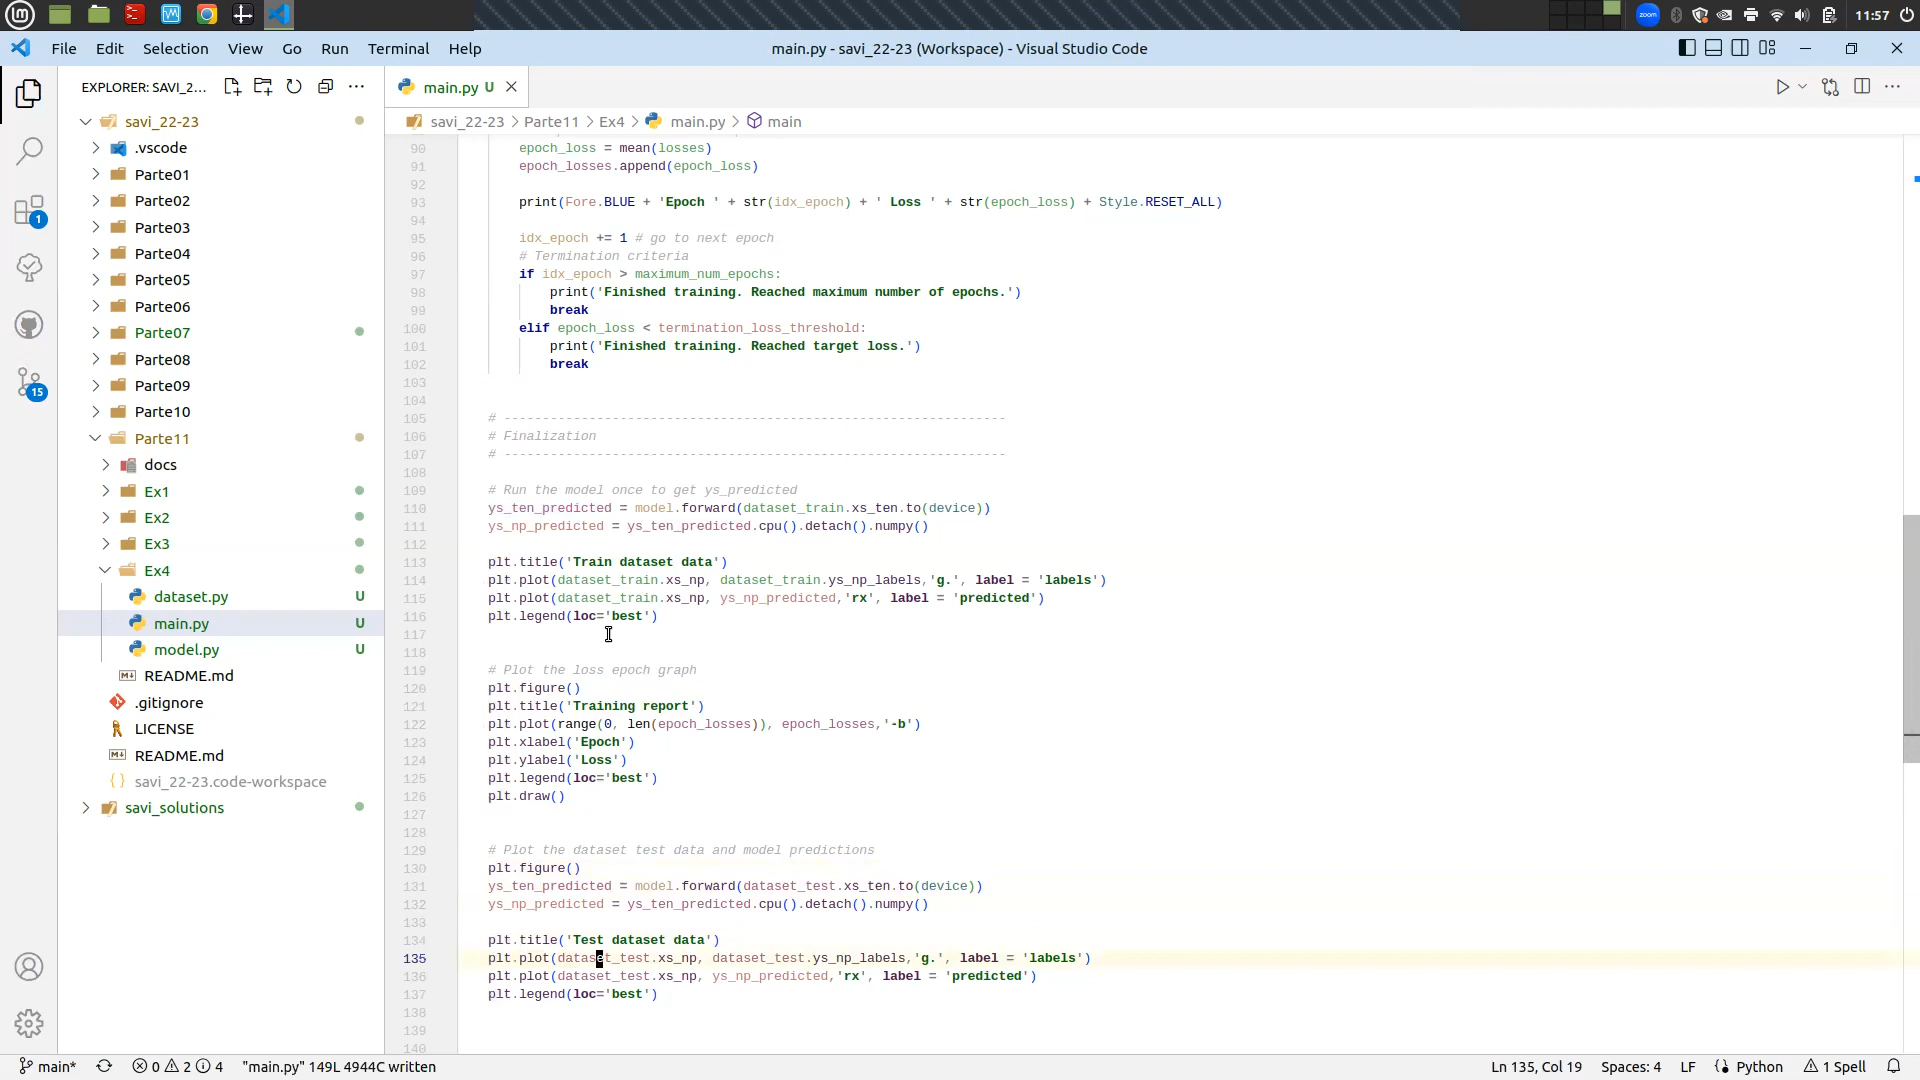 zoom
11:57
File Edit Selection View Go Run Terminal Help
main.py - savi_22-23 (Workspace) - Visual Studio Code
EXPLORER: SAVI_2...
main.py U
savi_22-23 > Parte11 > Ex4 > main.py > main
savi_22-23
.vscode
Parte01
Parte02
Parte03
Parte04
Parte05
Parte06
Parte07
Parte08
Parte09
Parte10
Parte11
docs
Ex1
Ex2
Ex3
Ex4
dataset.py U
main.py U
model.py U
README.md
.gitignore
LICENSE
README.md
savi_22-23.code-workspace
savi_solutions
1
15
90 epoch_loss = mean(losses)
91 epoch_losses.append(epoch_loss)
92
93 print(Fore.BLUE + 'Epoch ' + str(idx_epoch) + ' Loss ' + str(epoch_loss) + Style.RESET_ALL)
94
95 idx_epoch += 1 # go to next epoch
96 # Termination criteria
97 if idx_epoch > maximum_num_epochs:
98 print('Finished training. Reached maximum number of epochs.')
99 break
100 elif epoch_loss < termination_loss_threshold:
101 print('Finished training. Reached target loss.')
102 break
103
104
105 # -----------------------------------------------------------------
106 # Finalization
107 # -----------------------------------------------------------------
108
109 # Run the model once to get ys_predicted
110 ys_ten_predicted = model.forward(dataset_train.xs_ten.to(device))
111 ys_np_predicted = ys_ten_predicted.cpu().detach().numpy()
112
113 plt.title('Train dataset data')
114 plt.plot(dataset_train.xs_np, dataset_train.ys_np_labels,'g.', label = 'labels')
115 plt.plot(dataset_train.xs_np, ys_np_predicted,'rx', label = 'predicted')
116 plt.legend(loc='best')
117
118
119 # Plot the loss epoch graph
120 plt.figure()
121 plt.title('Training report')
122 plt.plot(range(0, len(epoch_losses)), epoch_losses,'-b')
123 plt.xlabel('Epoch')
124 plt.ylabel('Loss')
125 plt.legend(loc='best')
126 plt.draw()
127
128
129 # Plot the dataset test data and model predictions
130 plt.figure()
131 ys_ten_predicted = model.forward(dataset_test.xs_ten.to(device))
132 ys_np_predicted = ys_ten_predicted.cpu().detach().numpy()
133
134 plt.title('Test dataset data')
135 plt.plot(dataset_test.xs_np, dataset_test.ys_np_labels,'g.', label = 'labels')
136 plt.plot(dataset_test.xs_np, ys_np_predicted,'rx', label = 'predicted')
137 plt.legend(loc='best')
138
139
140
main* 0 2 4 "main.py" 149L 4944C written Ln 135, Col 19 Spaces: 4 LF Python 1 Spell